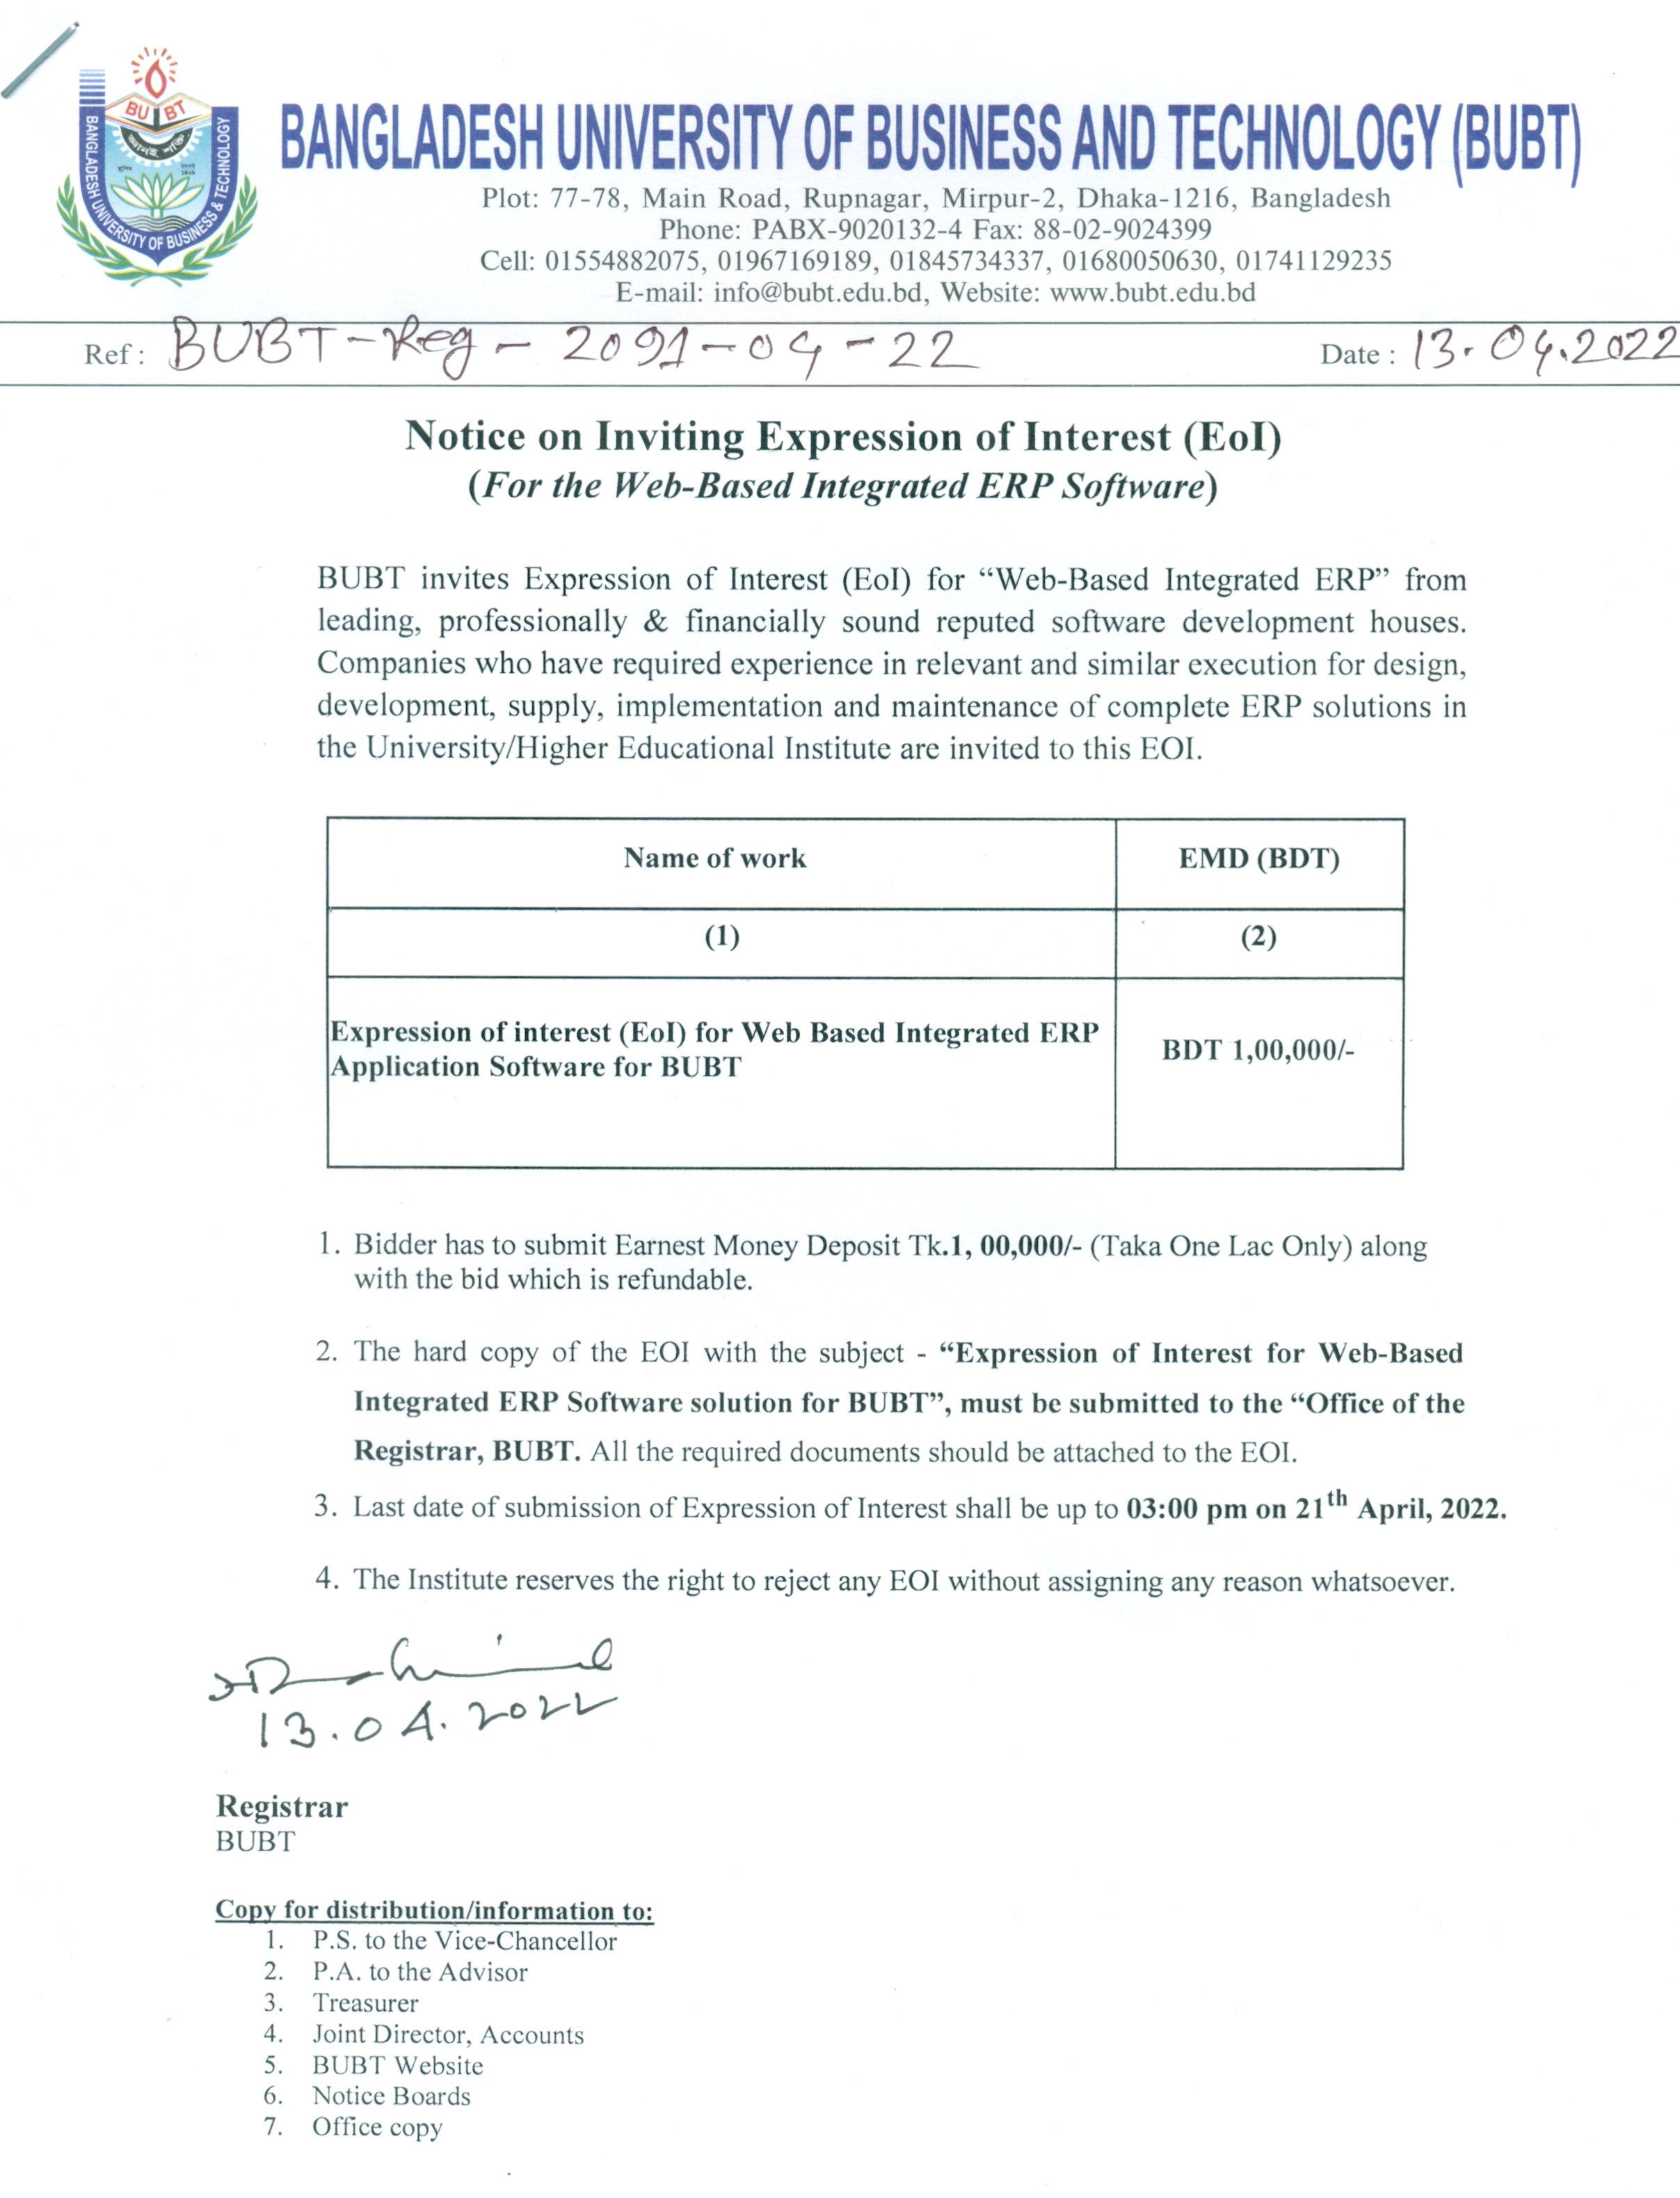 BANGLADESH UNIVERSITY OF BUSINESS & TECHNOLOGY
BU BT
জ্ঞানই শক্তি
BANGLADESH UNIVERSITY OF BUSINESS AND TECHNOLOGY (BUBT)
Plot: 77-78, Main Road, Rupnagar, Mirpur-2, Dhaka-1216, Bangladesh
Phone: PABX-9020132-4 Fax: 88-02-9024399
Cell: 01554882075, 01967169189, 01845734337, 01680050630, 01741129235
E-mail: info@bubt.edu.bd, Website: www.bubt.edu.bd
Ref : BUBT-Reg-2091-04-22 Date : 13.04.2022
Notice on Inviting Expression of Interest (EoI)
(For the Web-Based Integrated ERP Software)
BUBT invites Expression of Interest (EoI) for “Web-Based Integrated ERP” from
leading, professionally & financially sound reputed software development houses.
Companies who have required experience in relevant and similar execution for design,
development, supply, implementation and maintenance of complete ERP solutions in
the University/Higher Educational Institute are invited to this EOI.
Name of work EMD (BDT)
(1) (2)
Expression of interest (EoI) for Web Based Integrated ERP
Application Software for BUBT
BDT 1,00,000/-
1. Bidder has to submit Earnest Money Deposit Tk.1, 00,000/- (Taka One Lac Only) along
with the bid which is refundable.
2. The hard copy of the EOI with the subject - “Expression of Interest for Web-Based
Integrated ERP Software solution for BUBT”, must be submitted to the “Office of the
Registrar, BUBT. All the required documents should be attached to the EOI.
3. Last date of submission of Expression of Interest shall be up to 03:00 pm on 21th April, 2022.
4. The Institute reserves the right to reject any EOI without assigning any reason whatsoever.
13.04.2022
Registrar
BUBT
Copy for distribution/information to:
1. P.S. to the Vice-Chancellor
2. P.A. to the Advisor
3. Treasurer
4. Joint Director, Accounts
5. BUBT Website
6. Notice Boards
7. Office copy